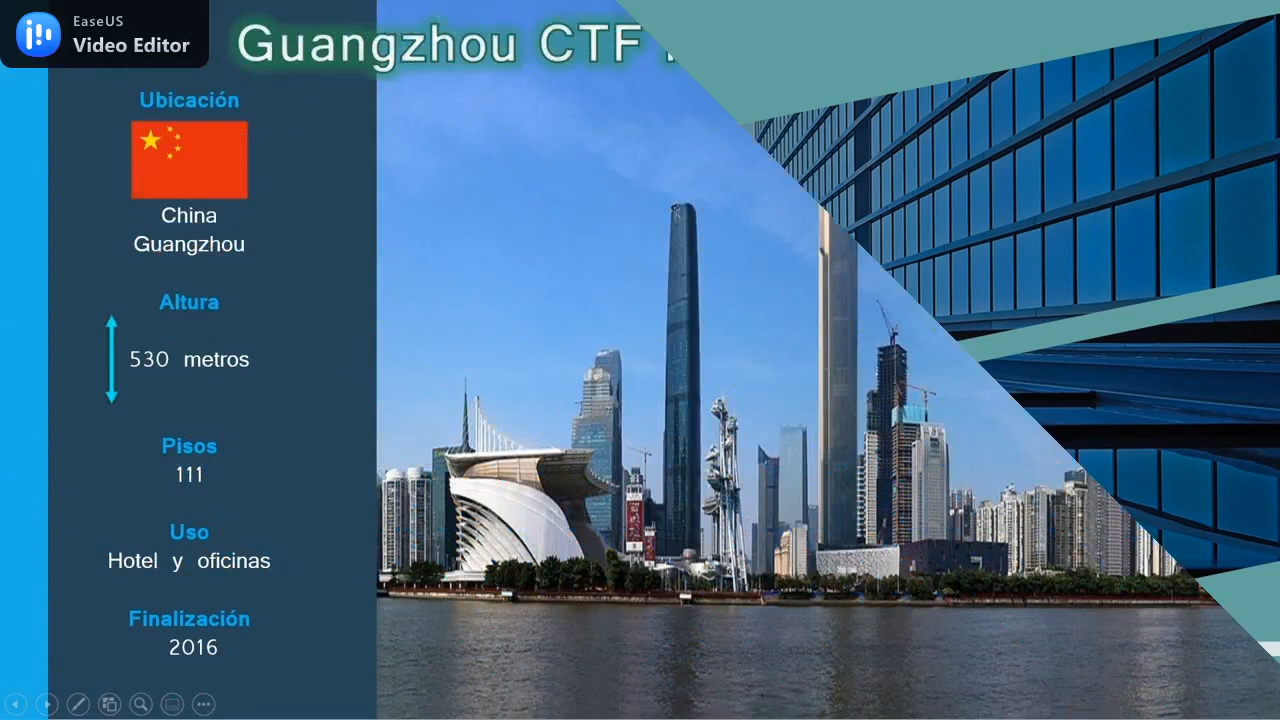 EaseUS
Video Editor
Guangzhou CTF
Ubicación
China
Guangzhou
Altura
530 metros
Pisos
111
Uso
Hotel y oficinas
Finalización
2016